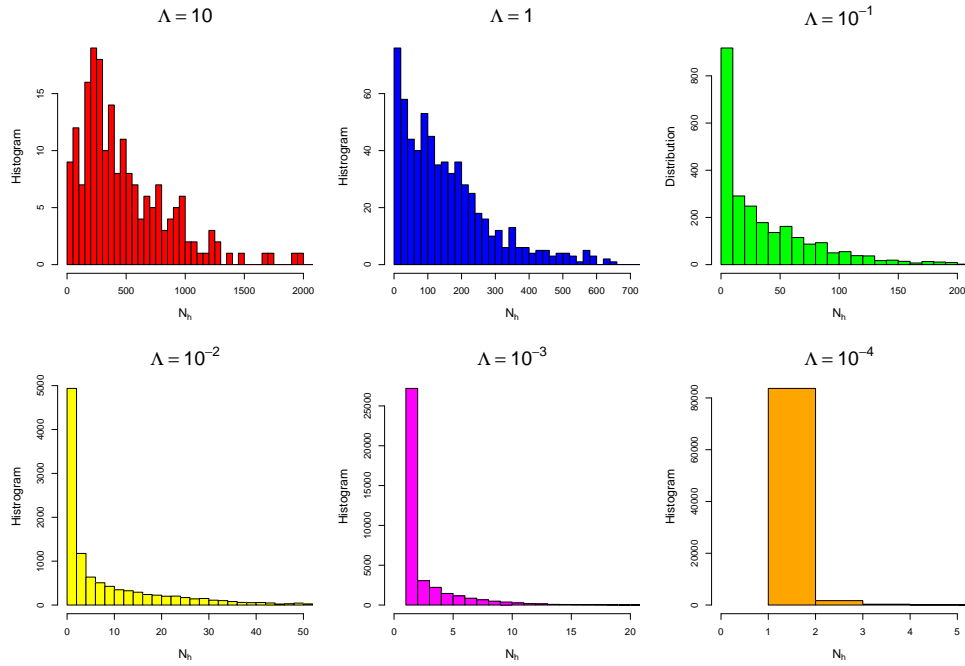 Λ = 10
Histogram
0 5 10 15
0 500 1000 1500 2000
N_h
Λ = 1
Histrogram
0 20 40 60
0 100 200 300 400 500 600 700
N_h
Λ = 10⁻¹
Distribution
0 200 400 600 800
0 50 100 150 200
N_h
Λ = 10⁻²
Histrogram
0 1000 2000 3000 4000 5000
0 10 20 30 40 50
N_h
Λ = 10⁻³
Histogram
0 5000 10000 15000 20000 25000
0 5 10 15 20
N_h
Λ = 10⁻⁴
Histogram
0 20000 40000 60000 80000
0 1 2 3 4 5
N_h